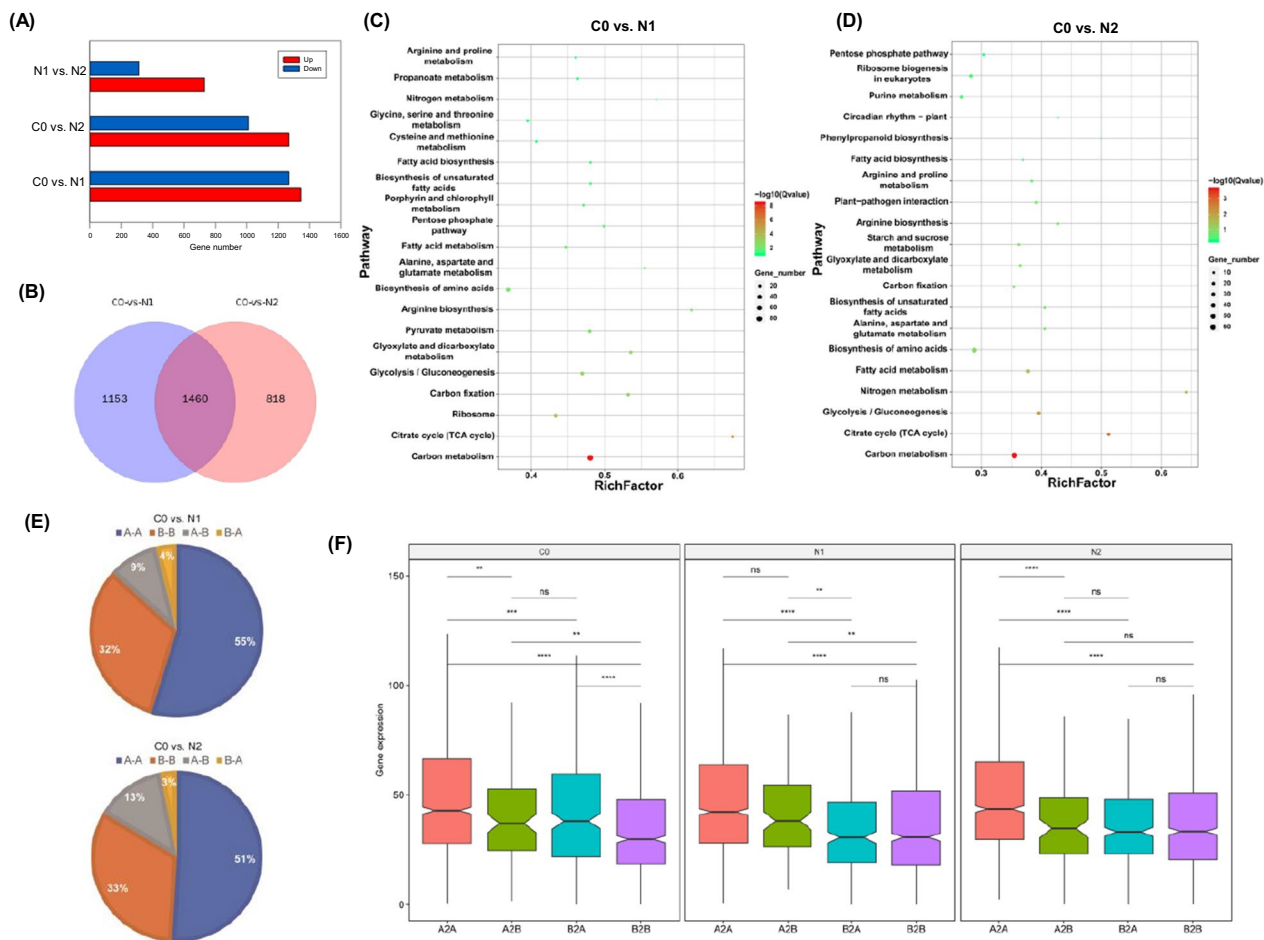 (A)
Up
Down
N1 vs. N2
C0 vs. N2
C0 vs. N1
0
200
400
600
800
1000
1200
1400
1600
Gene number
(B)
C0-vs-N1
C0-vs-N2
1153
1460
818
(C)
C0 vs. N1
Arginine and proline
metabolism
Propanoate metabolism
Nitrogen metabolism
Glycine, serine and threonine
metabolism
Cysteine and methionine
metabolism
Fatty acid biosynthesis
Biosynthesis of unsaturated
fatty acids
Porphyrin and chlorophyll
metabolism
Pentose phosphate
pathway
Fatty acid metabolism
Alanine, aspartate and
glutamate metabolism
Biosynthesis of amino acids
Arginine biosynthesis
Pyruvate metabolism
Glyoxylate and dicarboxylate
metabolism
Glycolysis / Gluconeogenesis
Carbon fixation
Ribosome
Citrate cycle (TCA cycle)
Carbon metabolism
Pathway
0.4
0.5
0.6
RichFactor
−log10(Qvalue)
8
6
4
2
Gene_number
20
40
60
80
(D)
C0 vs. N2
Pentose phosphate pathway
Ribosome biogenesis
in eukaryotes
Purine metabolism
Circadian rhythm − plant
Phenylpropanoid biosynthesis
Fatty acid biosynthesis
Arginine and proline
metabolism
Plant−pathogen interaction
Arginine biosynthesis
Starch and sucrose
metabolism
Glyoxylate and dicarboxylate
metabolism
Carbon fixation
Biosynthesis of unsaturated
fatty acids
Alanine, aspartate and
glutamate metabolism
Biosynthesis of amino acids
Fatty acid metabolism
Nitrogen metabolism
Glycolysis / Gluconeogenesis
Citrate cycle (TCA cycle)
Carbon metabolism
Pathway
0.3
0.4
0.5
0.6
RichFactor
−log10(Qvalue)
3
2
1
Gene_number
10
20
30
40
50
60
(E)
C0 vs. N1
A-A B-B A-B B-A
4%
9%
32%
55%
C0 vs. N2
A-A B-B A-B B-A
3%
13%
33%
51%
(F)
C0 N1 N2
Gene expression
150
100
50
0
**
ns
***
**
****
****
ns
**
****
**
****
ns
****
ns
****
ns
****
ns
A2A A2B B2A B2B A2A A2B B2A B2B A2A A2B B2A B2B